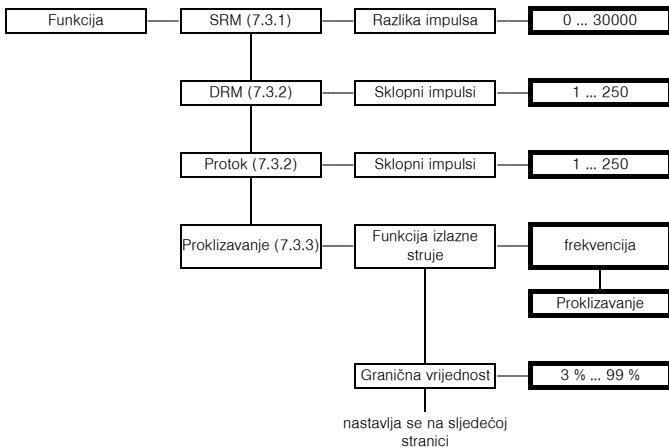 Funkcija
SRM (7.3.1)
Razlika impulsa
0 ... 30000
DRM (7.3.2)
Sklopni impulsi
1 ... 250
Protok (7.3.2)
Sklopni impulsi
1 ... 250
Proklizavanje (7.3.3)
Funkcija izlazne
struje
frekvencija
Proklizavanje
Granična vrijednost
3 % ... 99 %
nastavlja se na sljedećoj
stranici